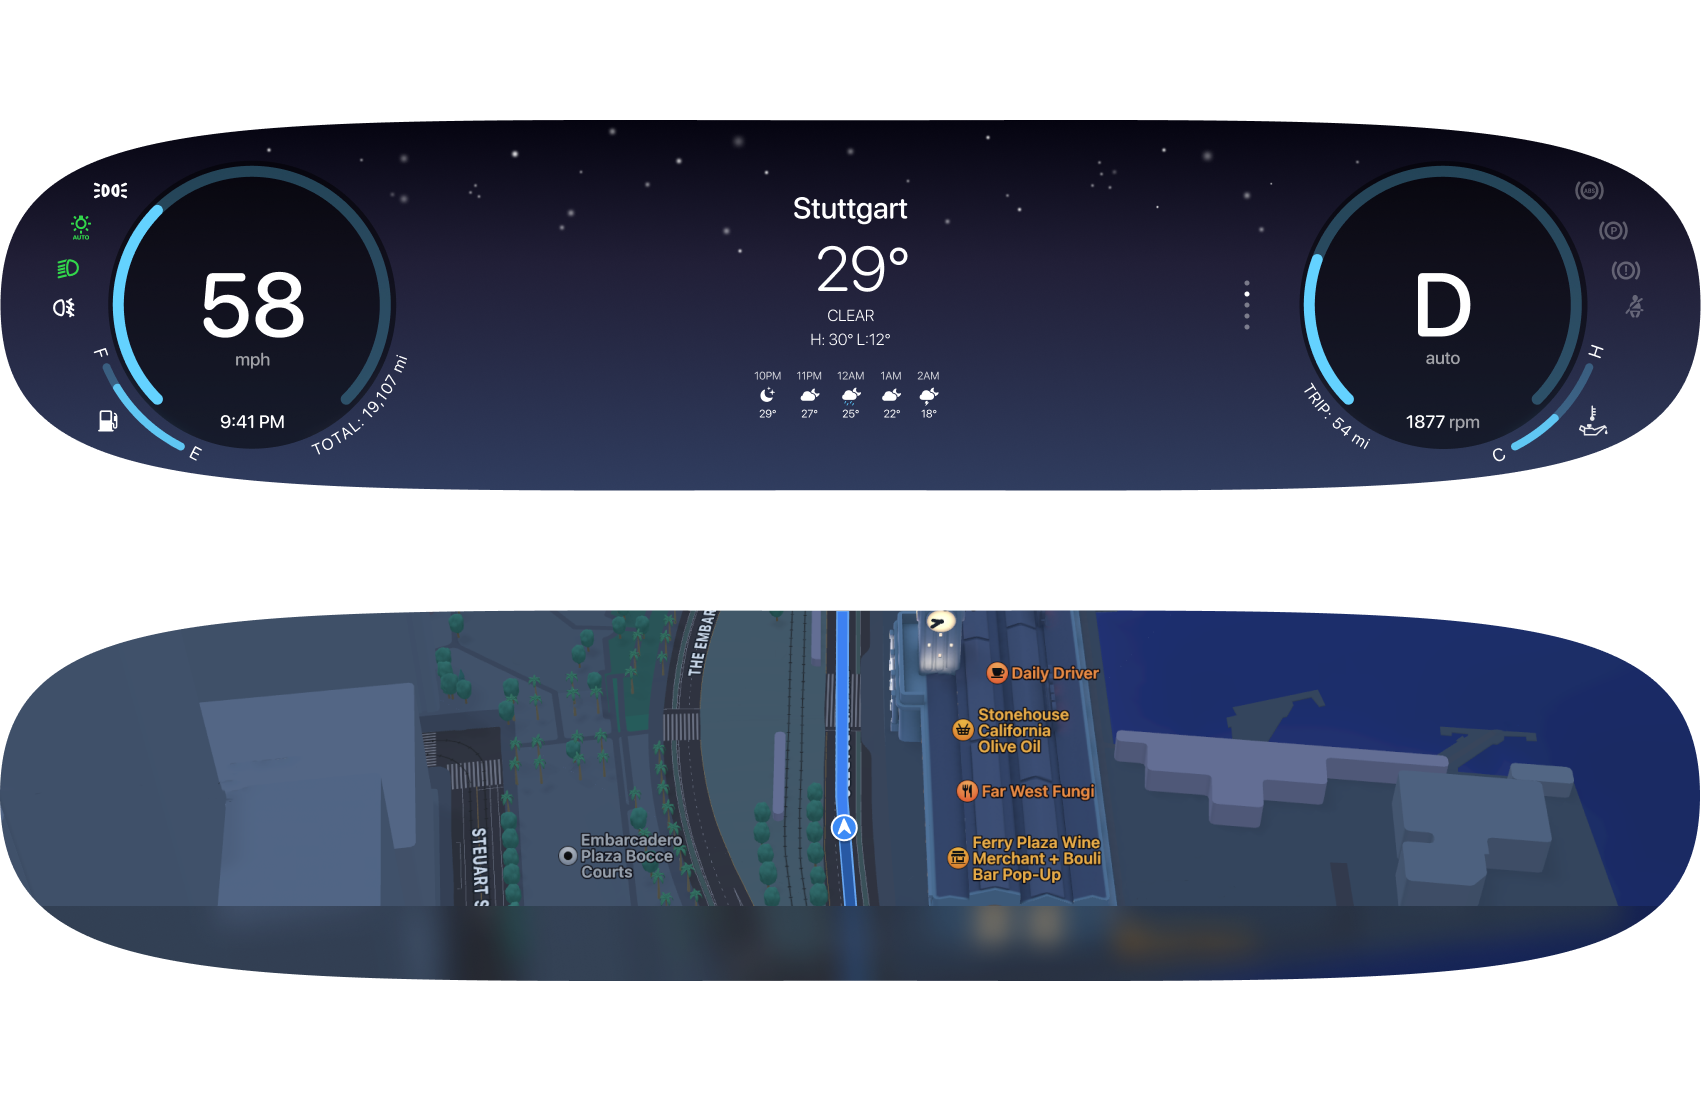 Stuttgart
29°
CLEAR
H: 30° L:12°
10PM 11PM 12AM 1AM 2AM
29° 27° 25° 22° 18°
AUTO
58
mph
9:41 PM
F
E
TOTAL: 19,107 mi
ABS
P
D
auto
1877 rpm
TRIP: 54 mi
H
C
THE EMBAR
Daily Driver
Stonehouse
California
Olive Oil
Far West Fungi
Ferry Plaza Wine
Merchant + Bouli
Bar Pop-Up
Embarcadero
Plaza Bocce
Courts
STEUART S